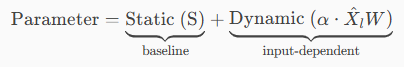 Parameter = Static (S) + Dynamic (α · X̂ₗW)
baseline input-dependent